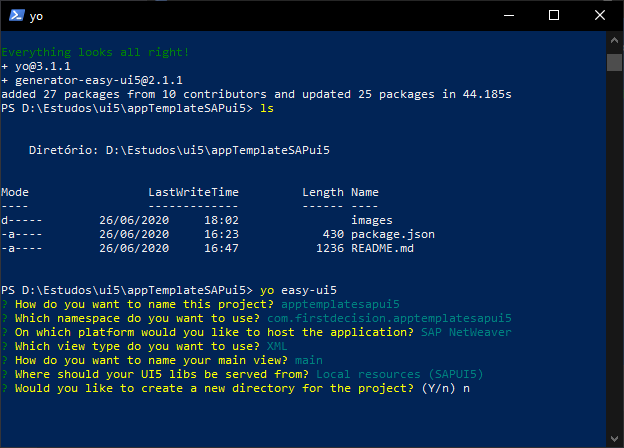 yo
Everything looks all right!
+ yo@3.1.1
+ generator-easy-ui5@2.1.1
added 27 packages from 10 contributors and updated 25 packages in 44.185s
PS D:\Estudos\ui5\appTemplateSAPui5> ls
Diretório: D:\Estudos\ui5\appTemplateSAPui5
Mode LastWriteTime Length Name
---- ------------- ------ ----
d----- 26/06/2020 18:02 images
-a---- 26/06/2020 16:23 430 package.json
-a---- 26/06/2020 16:47 1236 README.md
PS D:\Estudos\ui5\appTemplateSAPui5> yo easy-ui5
? How do you want to name this project? apptemplatesapui5
? Which namespace do you want to use? com.firstdecision.apptemplatesapui5
? On which platform would you like to host the application? SAP NetWeaver
? Which view type do you want to use? XML
? How do you want to name your main view? main
? Where should your UI5 libs be served from? Local resources (SAPUI5)
? Would you like to create a new directory for the project? (Y/n) n